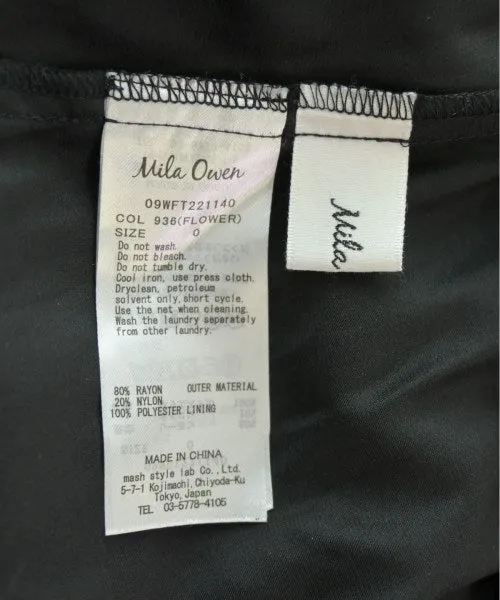 Mila Owen
09WFT221140
COL 936(FLOWER)
SIZE 0
Do not wash.
Do not bleach.
Do not tumble dry.
Cool iron, use press cloth.
Dryclean, petroleum
solvent only,short cycle.
Use the net when cleaning.
Wash the laundry separately
from other laundry.
80% RAYON OUTER MATERIAL
20% NYLON
100% POLYESTER LINING
MADE IN CHINA
mash style lab Co., Ltd.
5-7-1 Kojimachi, Chiyoda-Ku
Tokyo, Japan
TEL 03-5778-4105
Mila